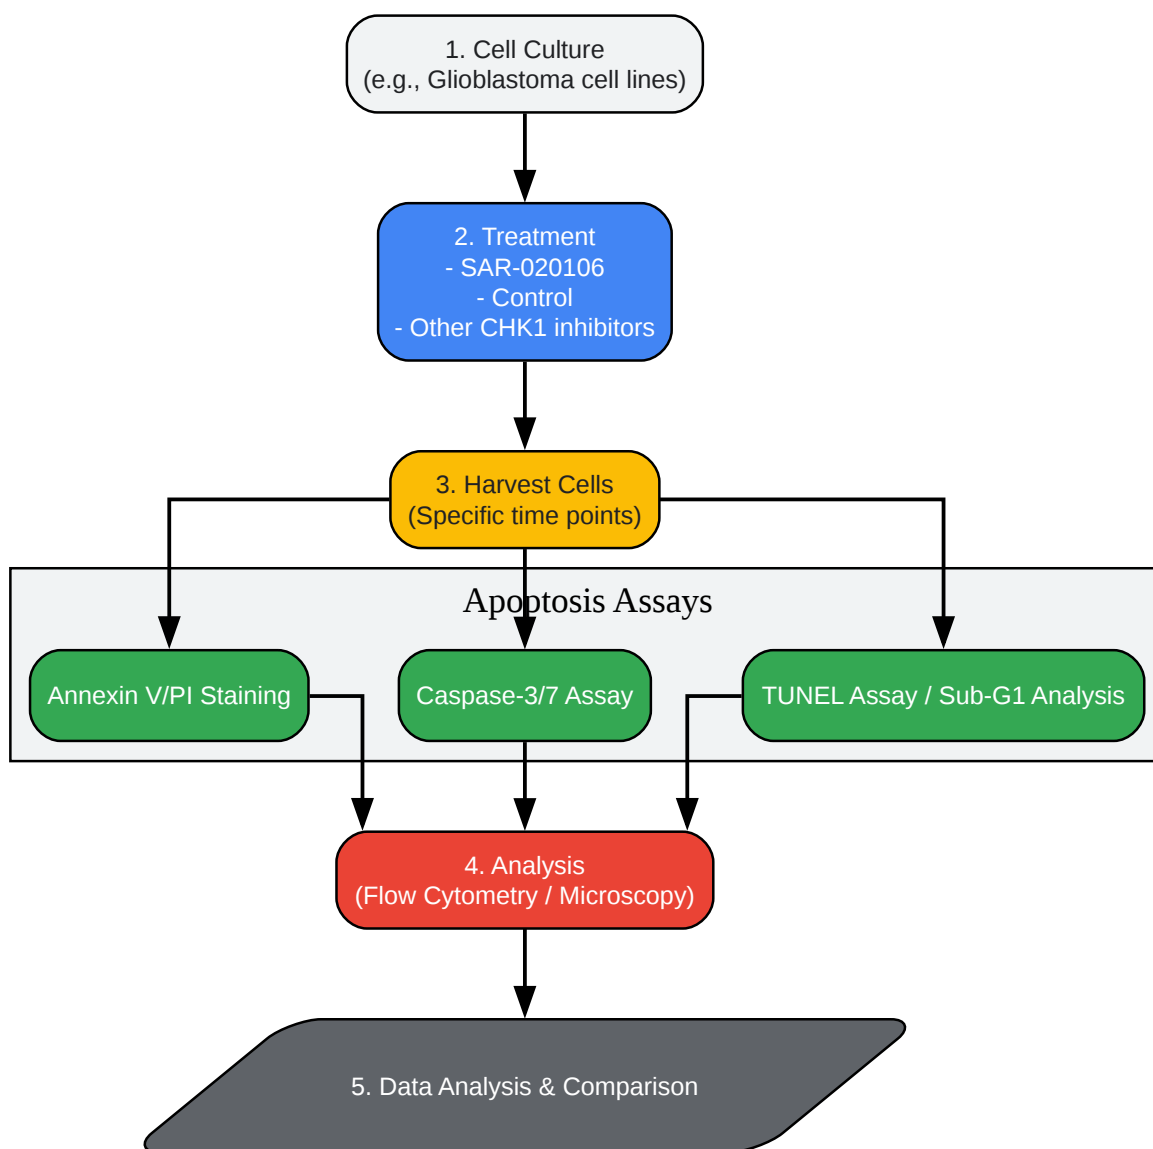 1. Cell Culture
(e.g., Glioblastoma cell lines)
2. Treatment
- SAR-020106
- Control
- Other CHK1 inhibitors
3. Harvest Cells
(Specific time points)
Apoptosis Assays
Annexin V/PI Staining
Caspase-3/7 Assay
TUNEL Assay / Sub-G1 Analysis
4. Analysis
(Flow Cytometry / Microscopy)
5. Data Analysis & Comparison